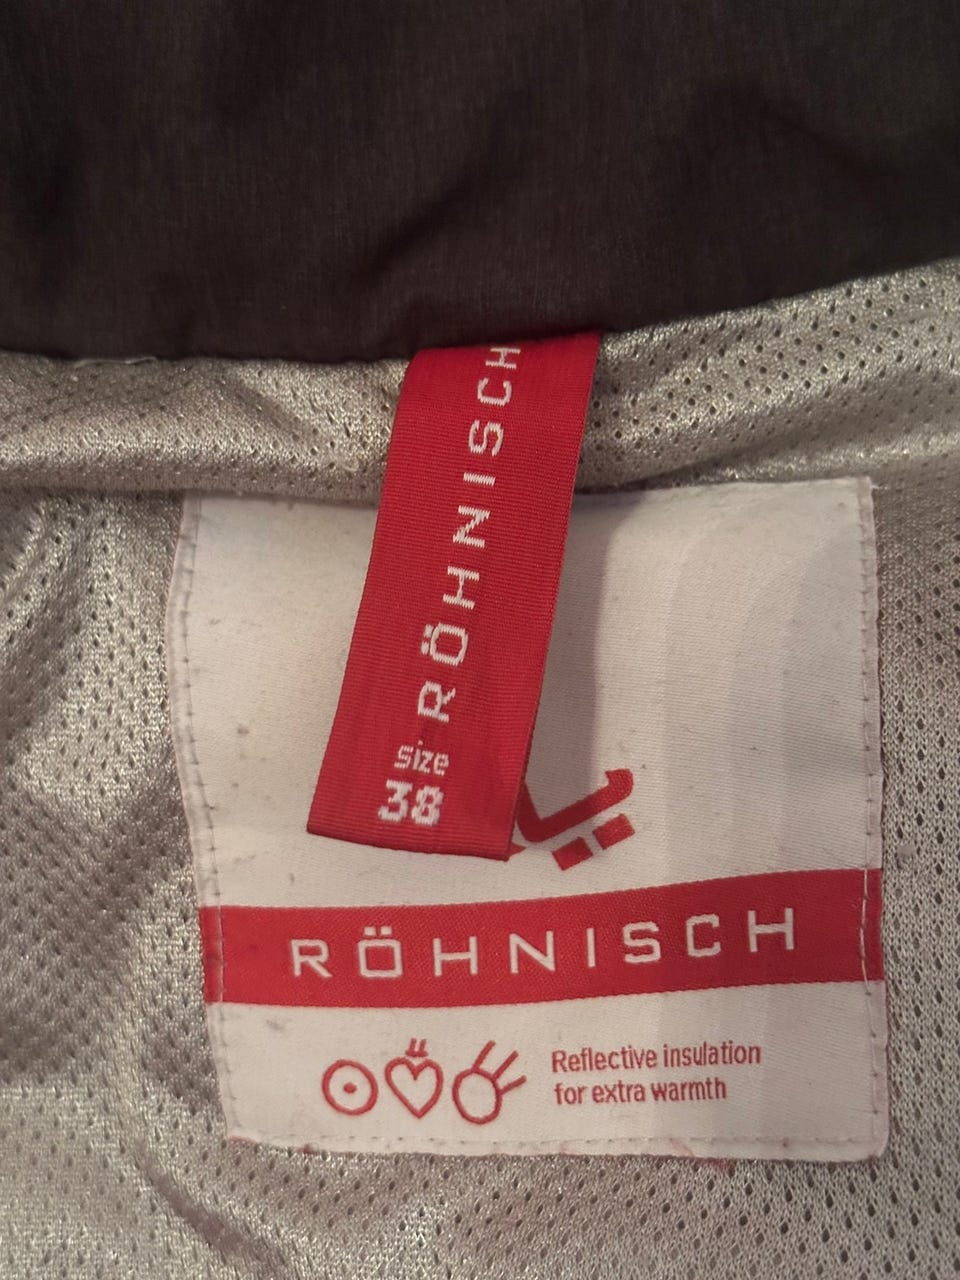 RÖHNISCH
size
38
RÖHNISCH
Reflective insulation
for extra warmth